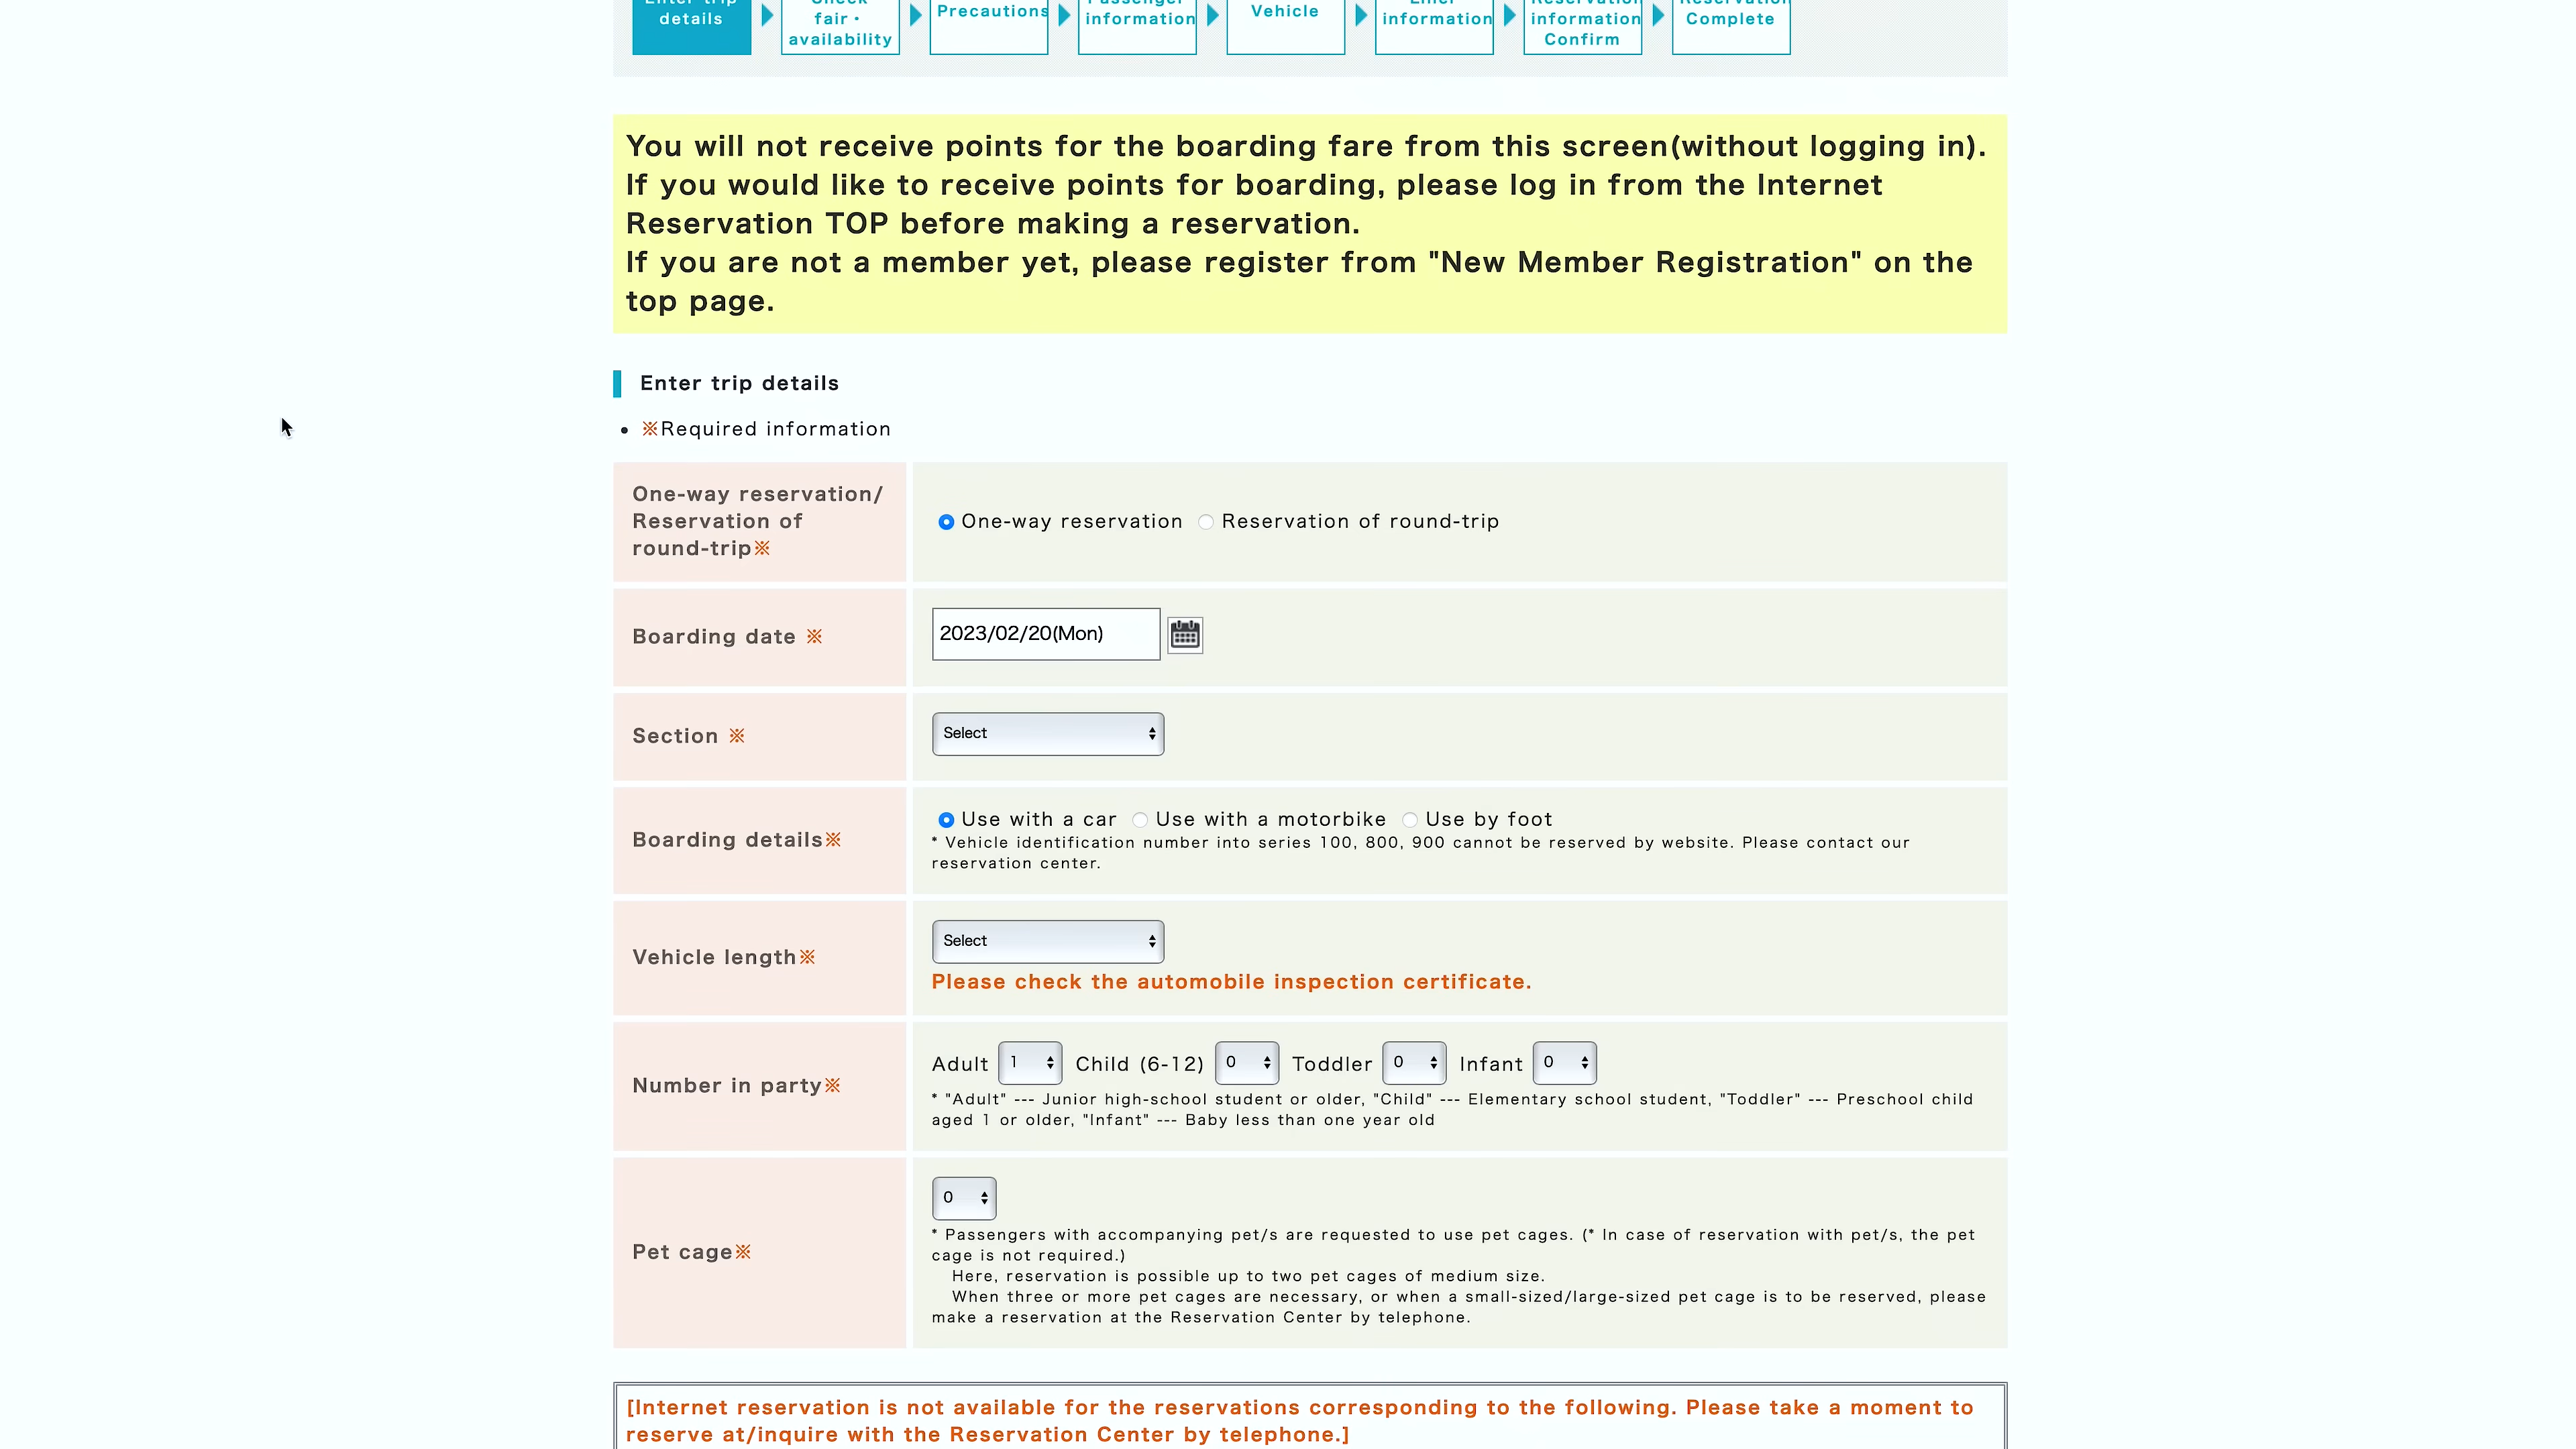 details
fair・
availability
Precautions
information
Vehicle
information
information
Confirm
Complete
You will not receive points for the boarding fare from this screen(without logging in).
If you would like to receive points for boarding, please log in from the Internet
Reservation TOP before making a reservation.
If you are not a member yet, please register from "New Member Registration" on the
top page.
Enter trip details
• ※Required information
One-way reservation/
Reservation of
round-trip※
One-way reservation Reservation of round-trip
Boarding date ※
2023/02/20(Mon)
Section ※
Select
Boarding details※
Use with a car Use with a motorbike Use by foot
* Vehicle identification number into series 100, 800, 900 cannot be reserved by website. Please contact our
reservation center.
Vehicle length※
Select
Please check the automobile inspection certificate.
Number in party※
Adult 1 Child (6-12) 0 Toddler 0 Infant 0
* "Adult" --- Junior high-school student or older, "Child" --- Elementary school student, "Toddler" --- Preschool child
aged 1 or older, "Infant" --- Baby less than one year old
Pet cage※
0
* Passengers with accompanying pet/s are requested to use pet cages. (* In case of reservation with pet/s, the pet
cage is not required.)
Here, reservation is possible up to two pet cages of medium size.
When three or more pet cages are necessary, or when a small-sized/large-sized pet cage is to be reserved, please
make a reservation at the Reservation Center by telephone.
[Internet reservation is not available for the reservations corresponding to the following. Please take a moment to
reserve at/inquire with the Reservation Center by telephone.]